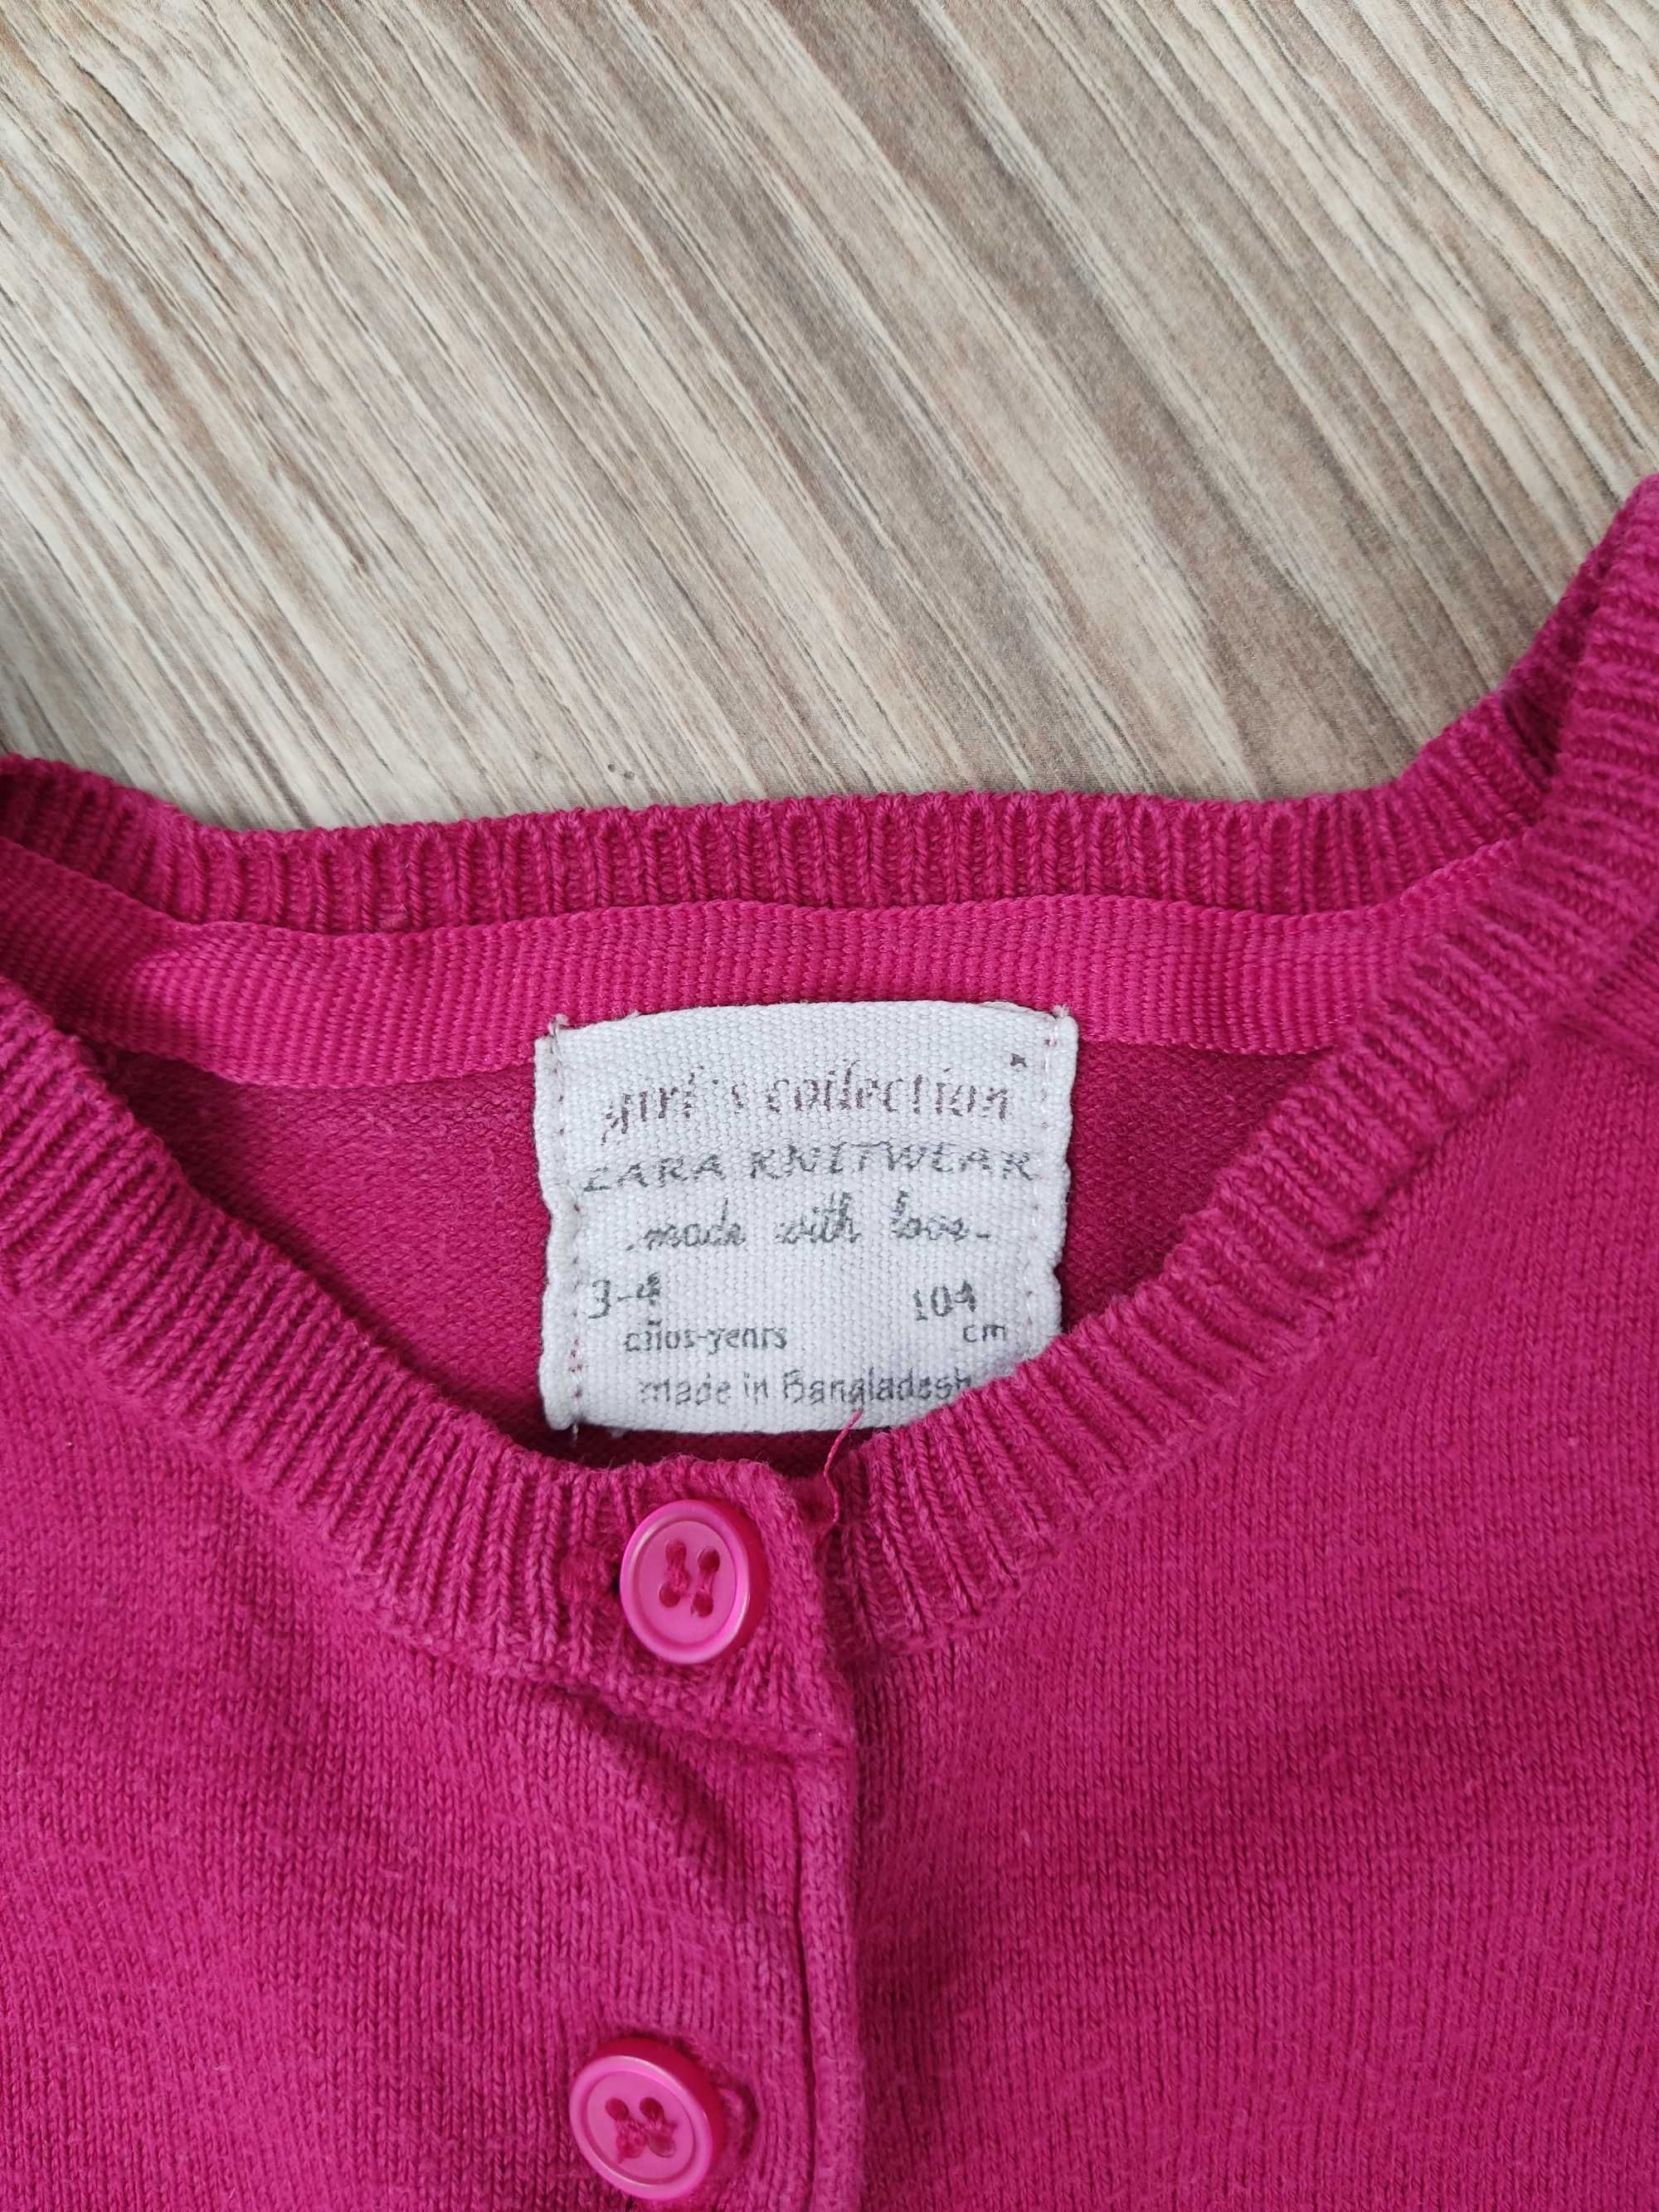 girl's collection
ZARA KNITWEAR
.made with love-
3-4 104
años-years cm
made in Bangladesh